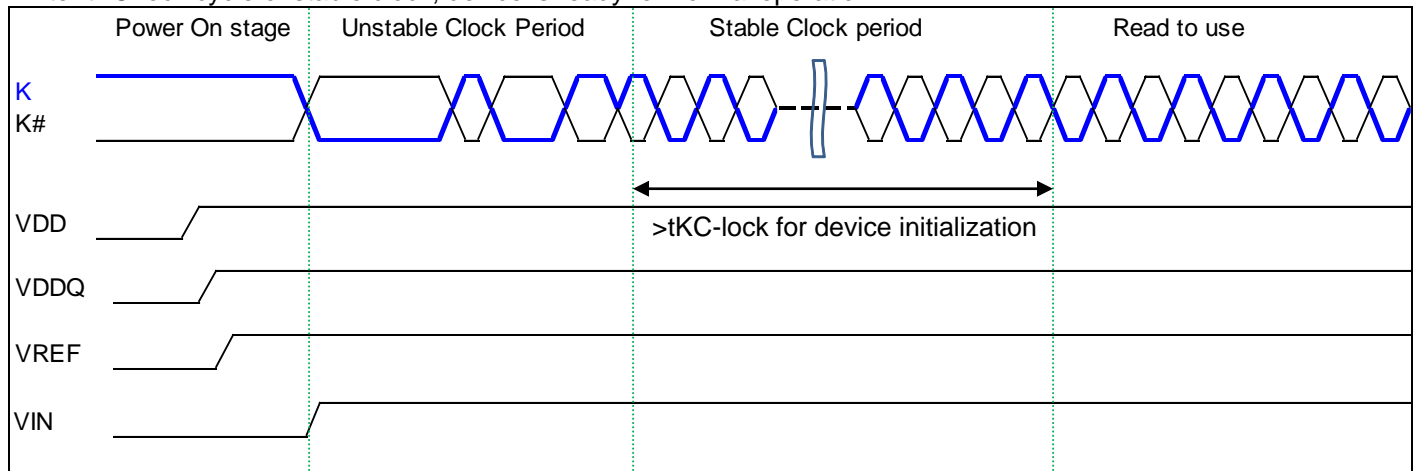 Power On stage Unstable Clock Period Stable Clock period Read to use
K
K#
VDD
>tKC-lock for device initialization
VDDQ
VREF
VIN